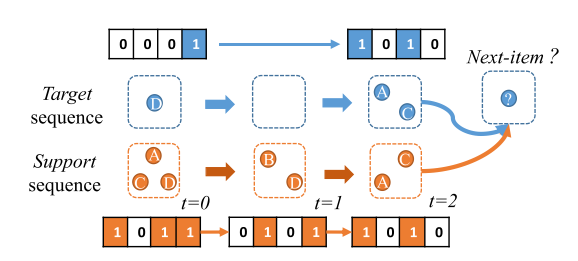 0 0 0 1
1 0 1 0
Next-item ?
Target
sequence
D
A
C
?
Support
sequence
A
C D
t=0
B
D
t=1
C
A
t=2
1 0 1 1
0 1 0 1
1 0 1 0